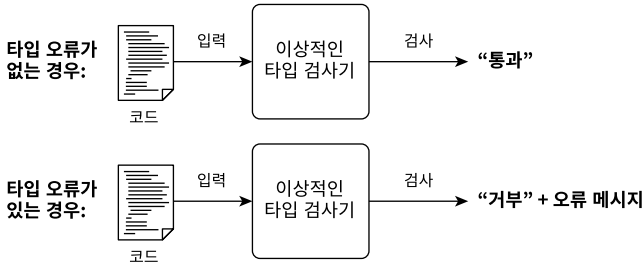 타입 오류가
없는 경우:
코드
입력
이상적인
타입 검사기
검사
“통과”
타입 오류가
있는 경우:
코드
입력
이상적인
타입 검사기
검사
“거부” + 오류 메시지